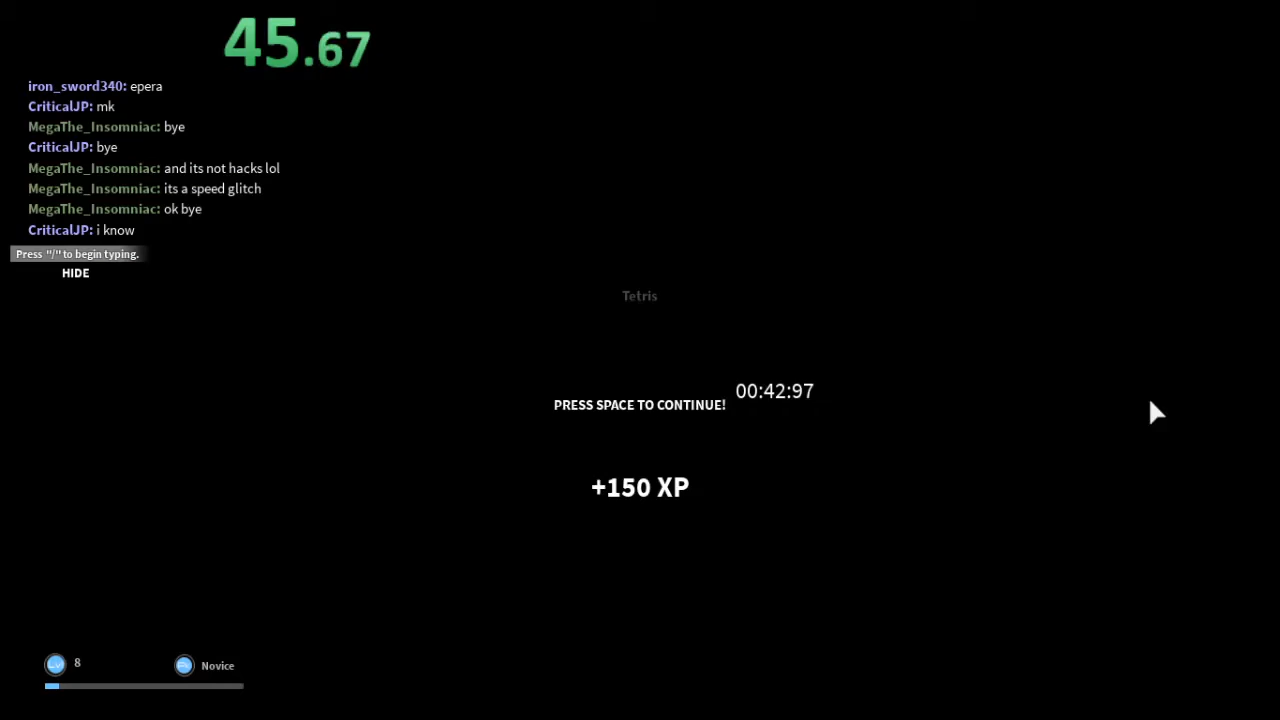 45.67
iron_sword340: epera
CriticalJP: mk
MegaThe_Insomniac: bye
CriticalJP: bye
MegaThe_Insomniac: and its not hacks lol
MegaThe_Insomniac: its a speed glitch
MegaThe_Insomniac: ok bye
CriticalJP: i know
Press "/" to begin typing.
HIDE
Tetris
00:42:97
PRESS SPACE TO CONTINUE!
+150 XP
8
Novice